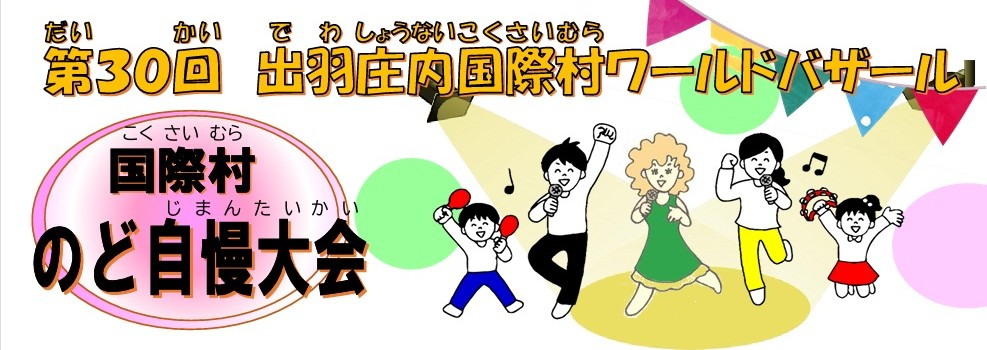 だい かい で わ しょうないこくさいむら
第30回 出羽庄内国際村ワールドバザール
こく さい むら
国際村
じまんたいかい
のど自慢大会